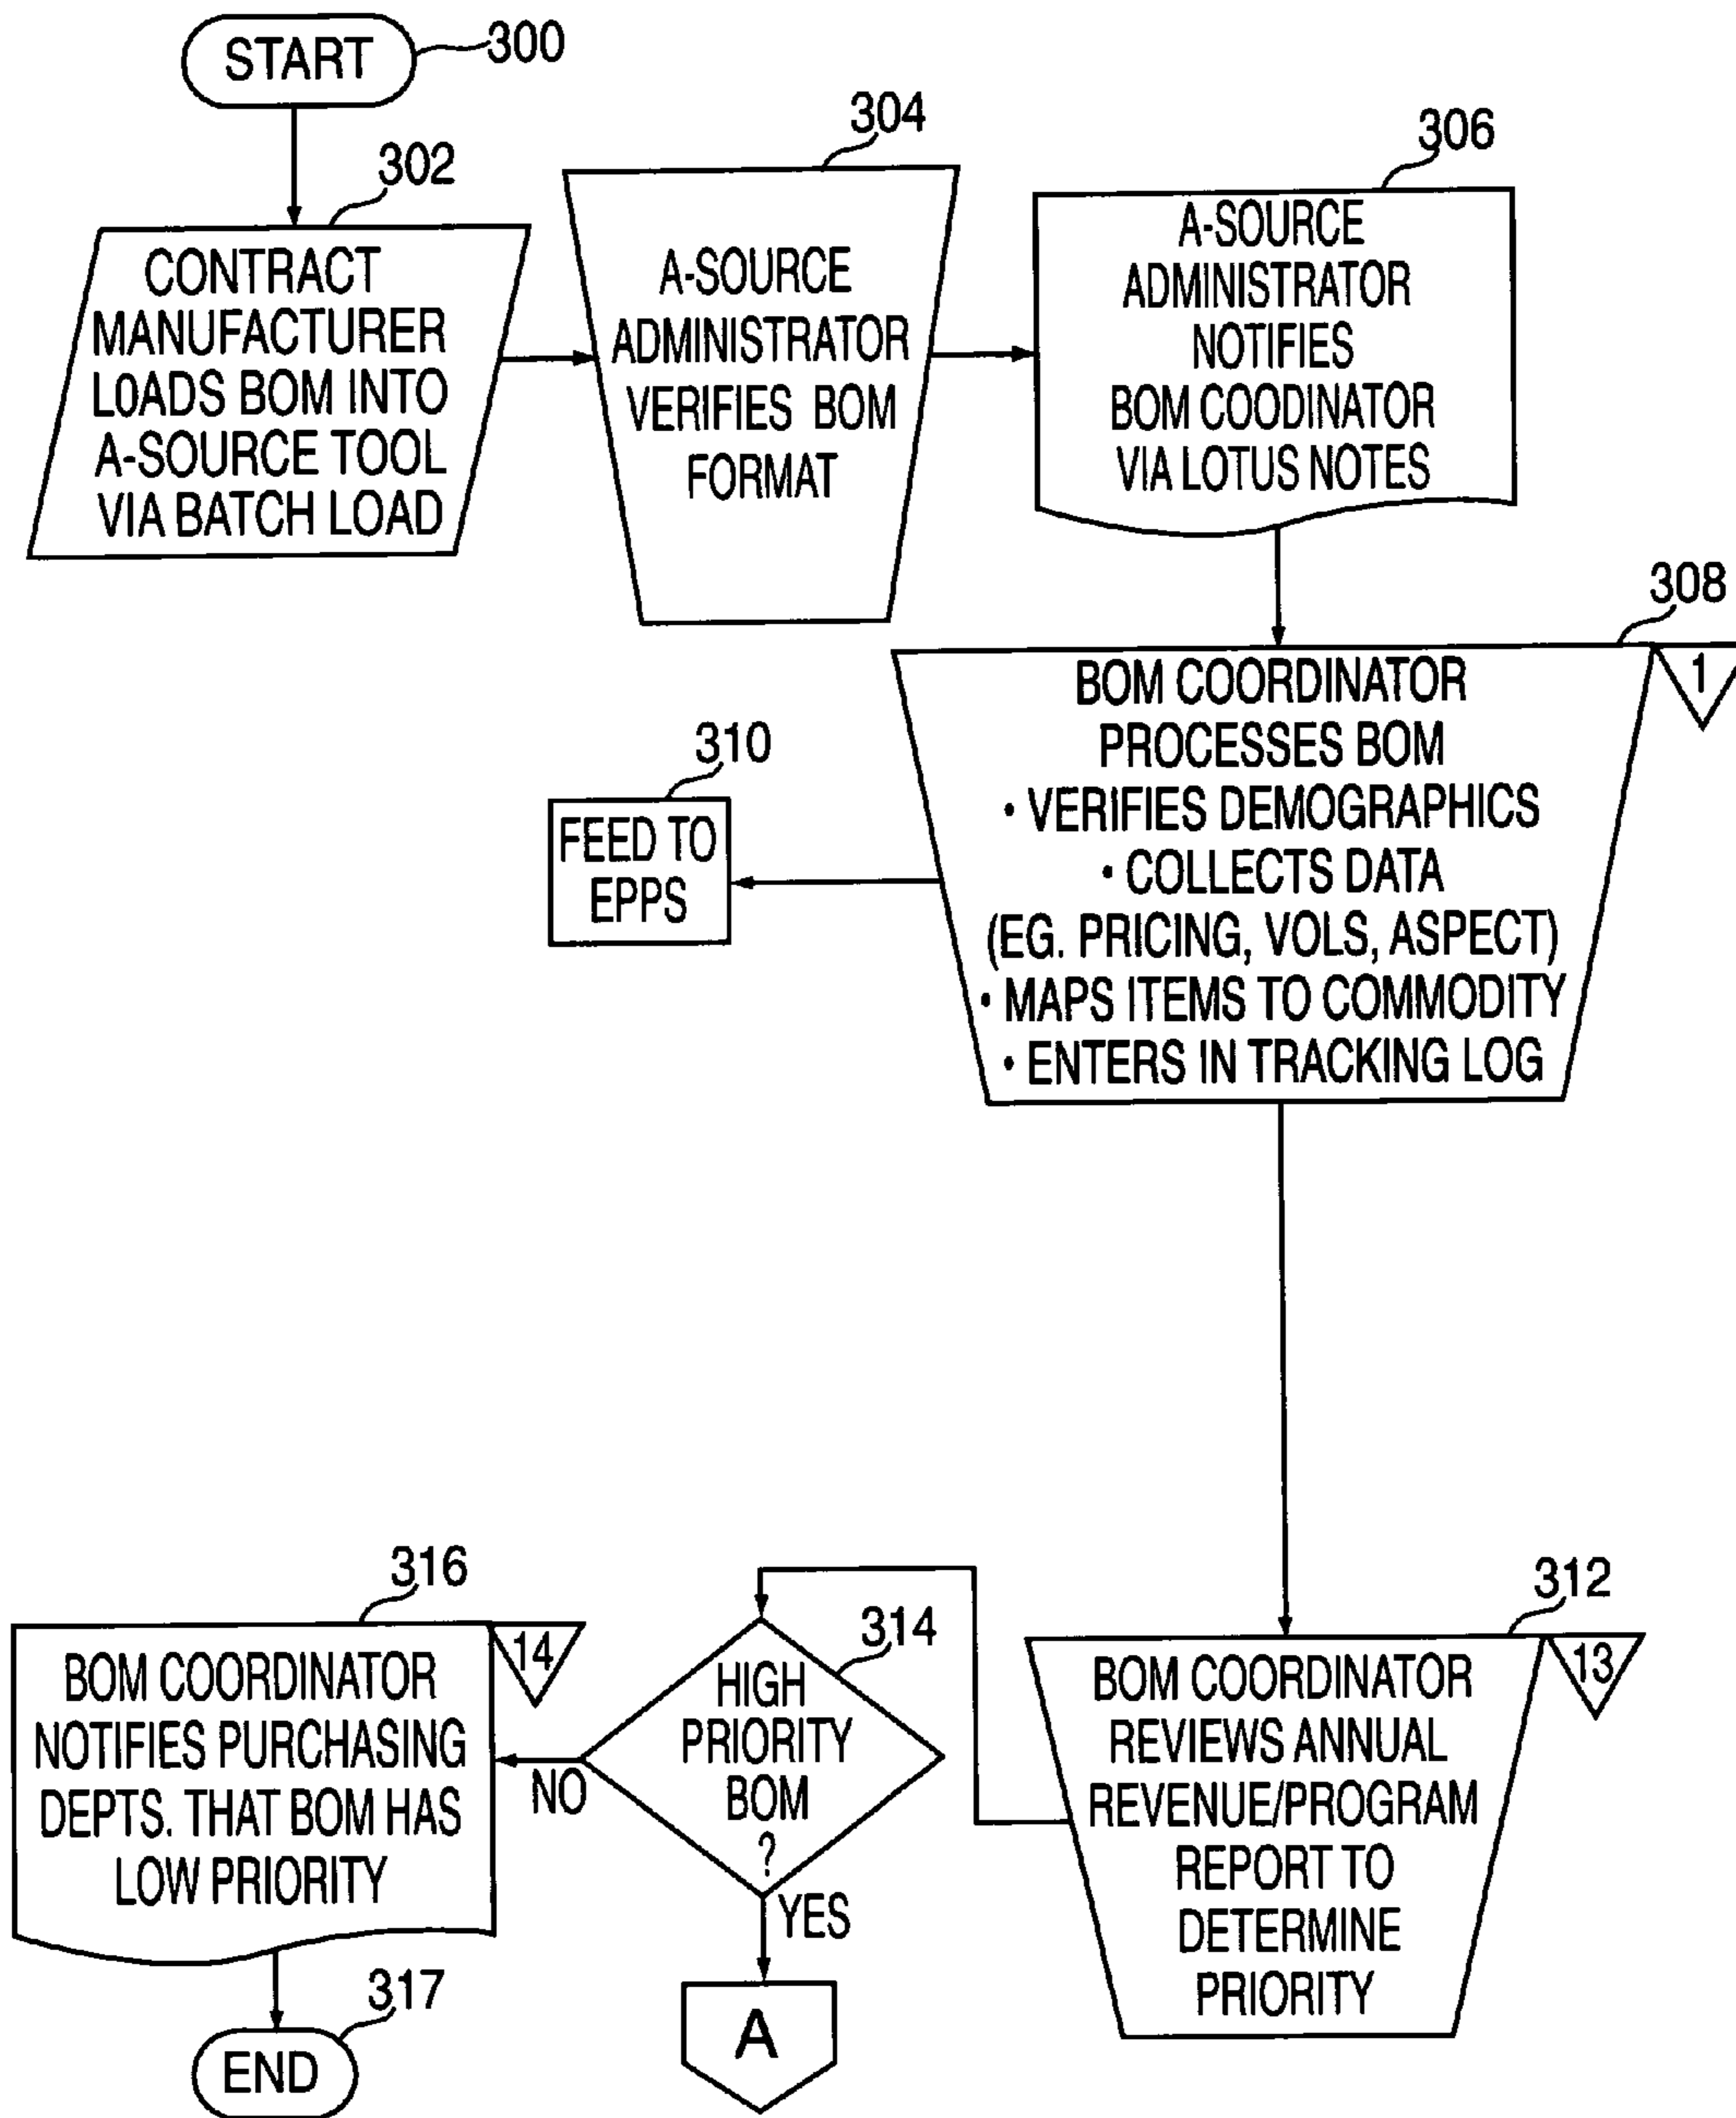 START
300
302
CONTRACT
MANUFACTURER
LOADS BOM INTO
A-SOURCE TOOL
VIA BATCH LOAD
304
A-SOURCE
ADMINISTRATOR
VERIFIES BOM
FORMAT
306
A-SOURCE
ADMINISTRATOR
NOTIFIES
BOM COODINATOR
VIA LOTUS NOTES
308
1
BOM COORDINATOR
PROCESSES BOM
• VERIFIES DEMOGRAPHICS
• COLLECTS DATA
(EG. PRICING, VOLS, ASPECT)
• MAPS ITEMS TO COMMODITY
• ENTERS IN TRACKING LOG
310
FEED TO
EPPS
312
13
BOM COORDINATOR
REVIEWS ANNUAL
REVENUE/PROGRAM
REPORT TO
DETERMINE
PRIORITY
314
HIGH
PRIORITY
BOM
?
NO
YES
A
316
14
BOM COORDINATOR
NOTIFIES PURCHASING
DEPTS. THAT BOM HAS
LOW PRIORITY
317
END